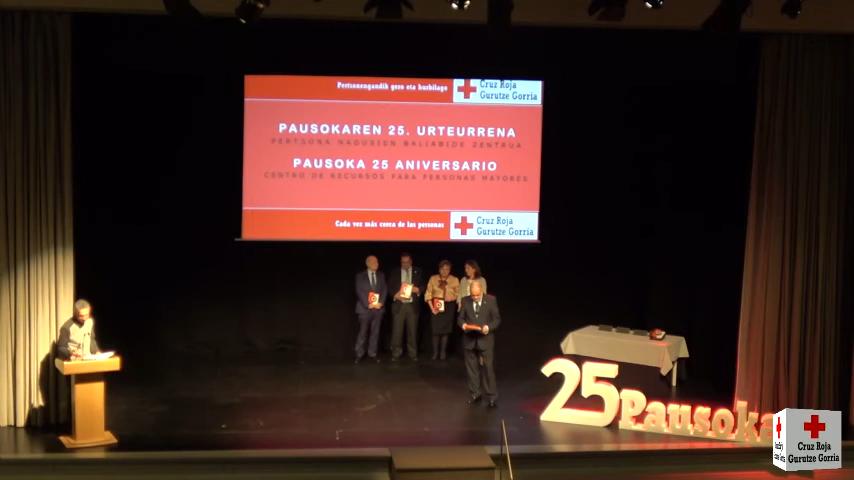 Pertsonengandik gero eta hurbilago
Cruz Roja
Gurutze Gorria
PAUSOKAREN 25. URTEURRENA
PERTSONA NAGUSIEN BALIABIDE ZENTRUA
PAUSOKA 25 ANIVERSARIO
CENTRO DE RECURSOS PARA PERSONAS MAYORES
Cada vez más cerca de las personas
Cruz Roja
Gurutze Gorria
25 Pausoka
Cruz Roja
Gurutze Gorria